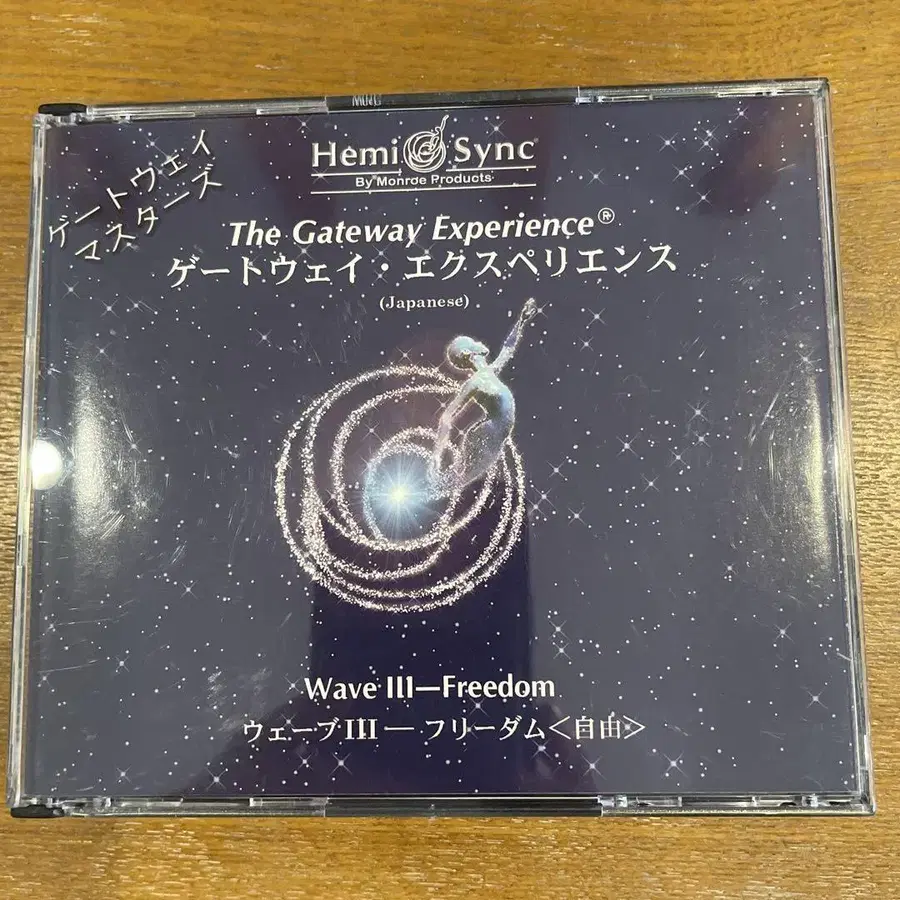 ゲートウェイ
マスターズ
Hemi Sync
By Monroe Products
The Gateway Experience®
ゲートウェイ・エクスペリエンス
(Japanese)
Wave III—Freedom
ウェーブIII — フリーダム<自由>